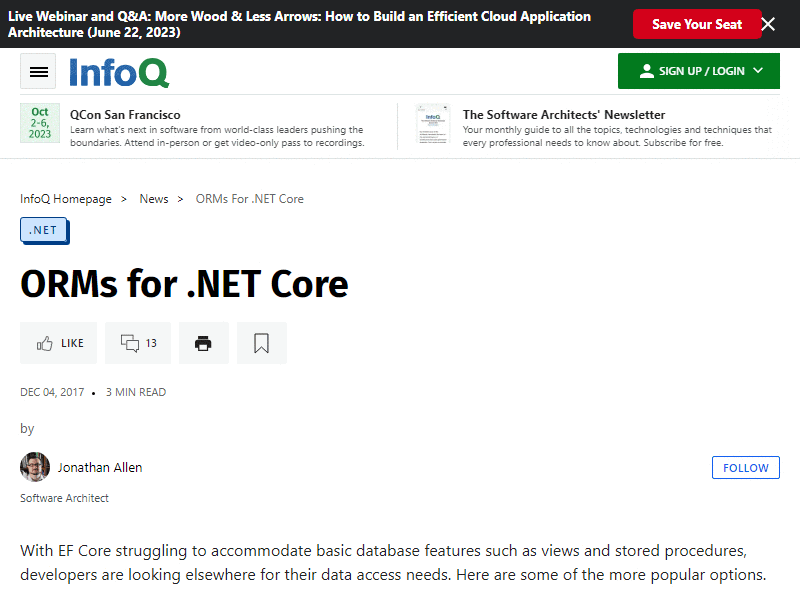 Live Webinar and Q&A: More Wood & Less Arrows: How to Build an Efficient Cloud Application
Architecture (June 22, 2023)
Save Your Seat
InfoQ
SIGN UP / LOGIN
Oct
2-6,
2023
QCon San Francisco
Learn what's next in software from world-class leaders pushing the
boundaries. Attend in-person or get video-only pass to recordings.
InfoQ
The Software Architects' Newsletter
Your monthly guide to all the topics, technologies and techniques that
every professional needs to know about. Subscribe for free.
InfoQ Homepage > News > ORMs For .NET Core
.NET
ORMs for .NET Core
LIKE
13
DEC 04, 2017 • 3 MIN READ
by
Jonathan Allen
FOLLOW
Software Architect
With EF Core struggling to accommodate basic database features such as views and stored procedures,
developers are looking elsewhere for their data access needs. Here are some of the more popular options.